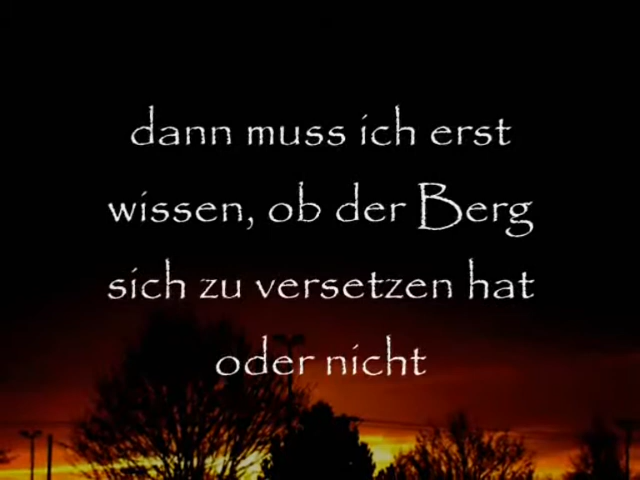 dann muss ich erst
wissen, ob der Berg
sich zu versetzen hat
oder nicht